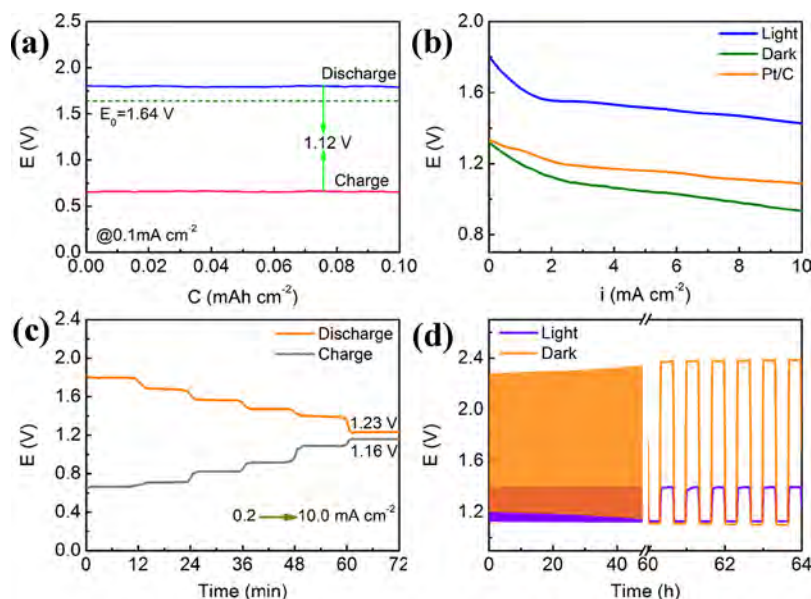 (a)
2.5
2.0
1.5
1.0
0.5
0.0
E (V)
Discharge
E₀=1.64 V
1.12 V
Charge
@0.1mA cm⁻²
0.00 0.02 0.04 0.06 0.08 0.10
C (mAh cm⁻²)
(b)
2.0
1.6
1.2
0.8
E (V)
Light
Dark
Pt/C
0 2 4 6 8 10
i (mA cm⁻²)
(c)
2.4
1.8
1.2
0.6
0.0
E (V)
Discharge
Charge
1.23 V
1.16 V
0.2 10.0 mA cm⁻²
0 12 24 36 48 60 72
Time (min)
(d)
2.4
2.0
1.6
1.2
E (V)
Light
Dark
0 20 40 60 62 64
Time (h)